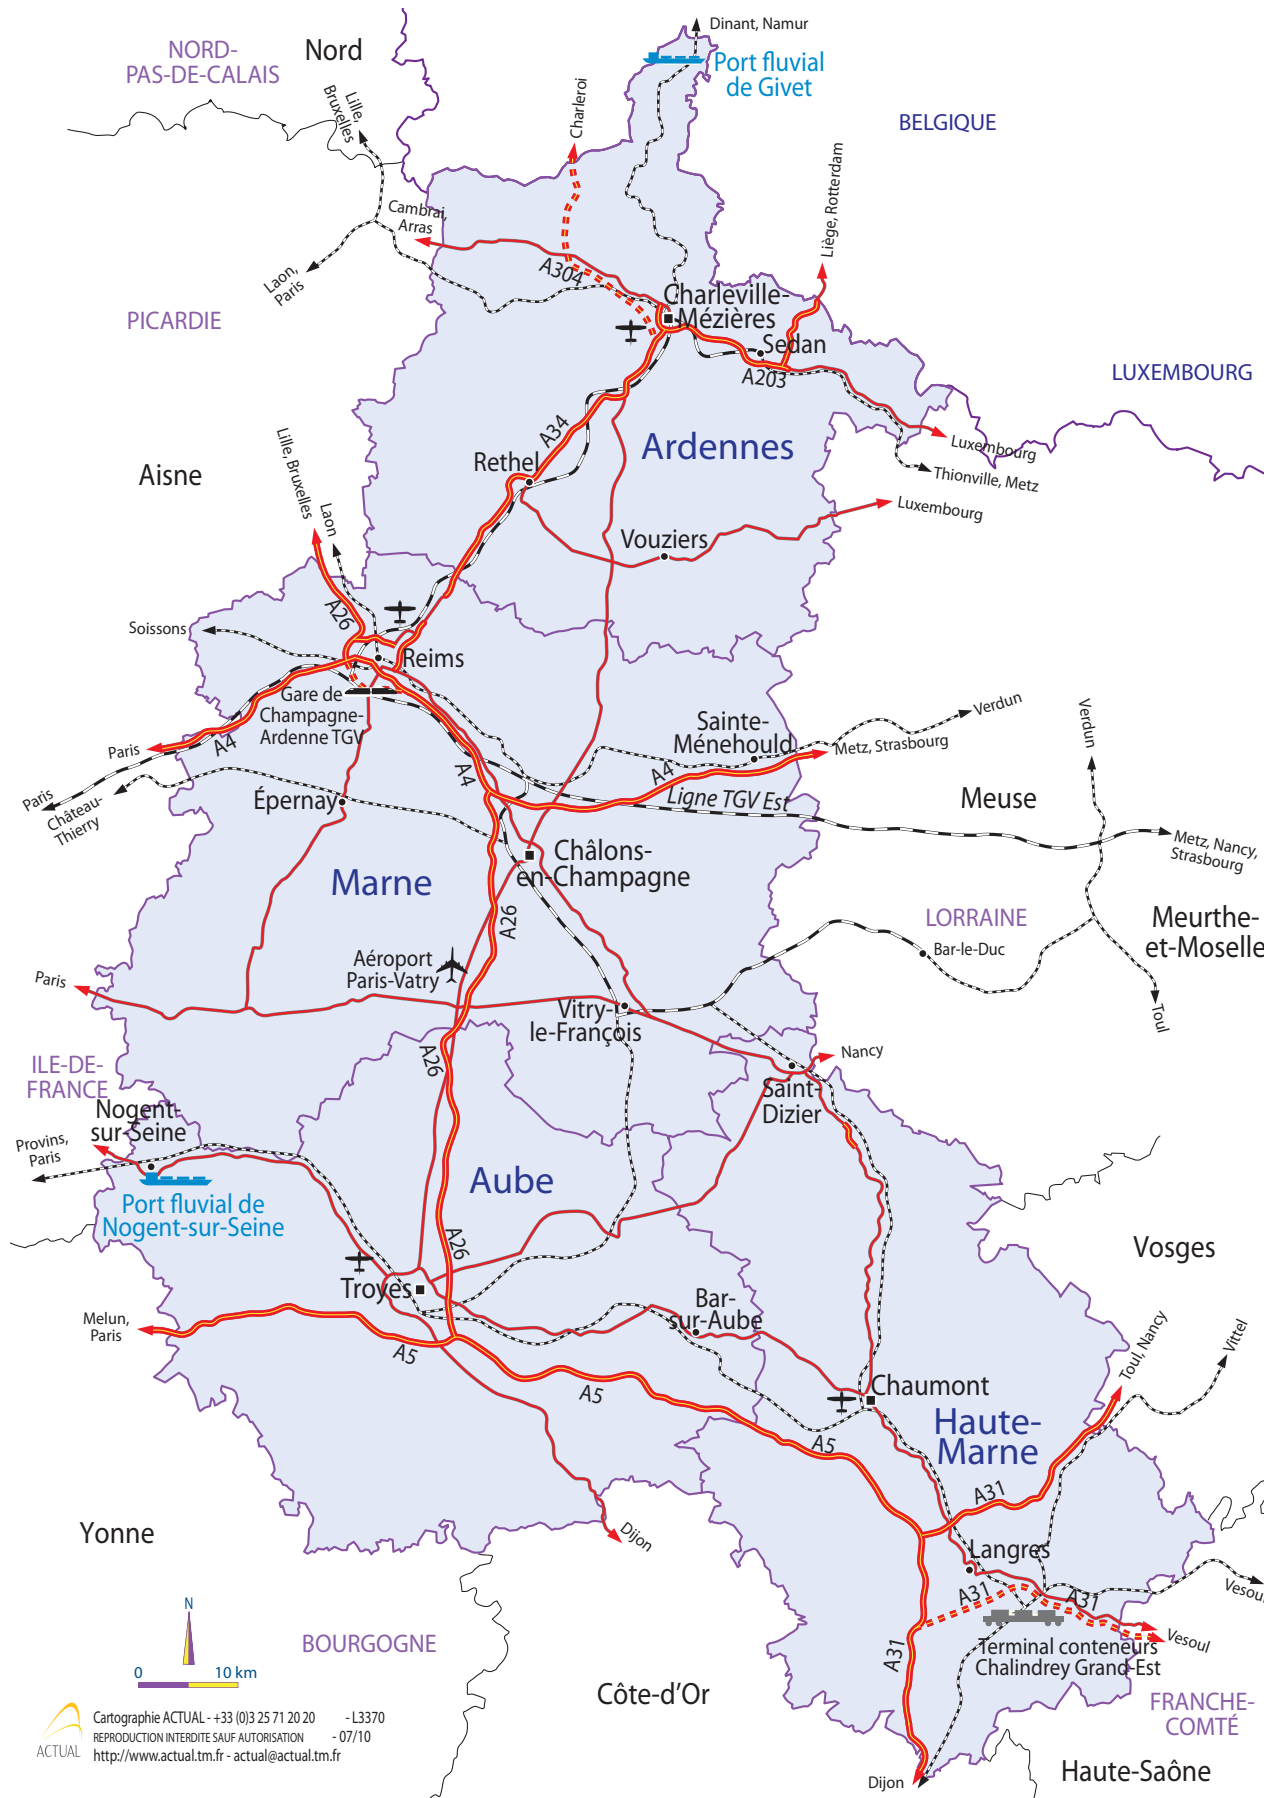 Dinant, Namur
NORD-
PAS-DE-CALAIS
Nord
Port fluvial
de Givet
Lille,
Bruxelles
Charleroi
BELGIQUE
Liège, Rotterdam
Cambrai,
Arras
Laon,
Paris
A304
PICARDIE
Charleville-
Mézières
Sedan
A203
LUXEMBOURG
A34
Ardennes
Luxembourg
Thionville, Metz
Aisne
Rethel
Lille, Bruxelles
Laon
Luxembourg
Vouziers
A26
Soissons
Reims
Gare de
Champagne-
Ardenne TGV
Sainte-
Ménehould
Verdun
Verdun
Paris
A4
A4
A4
Metz, Strasbourg
Ligne TGV Est
Meuse
Paris
Château-
Thierry
Épernay
Metz, Nancy,
Strasbourg
Châlons-
en-Champagne
Marne
A26
LORRAINE
Meurthe-
et-Moselle
Bar-le-Duc
Aéroport
Paris-Vatry
Paris
Vitry-
le-François
Toul
A26
Nancy
ILE-DE-
FRANCE
Saint-
Dizier
Nogent-
sur-Seine
Provins,
Paris
Aube
Port fluvial de
Nogent-sur-Seine
A26
Vosges
Troyes
Bar-
sur-Aube
Melun,
Paris
A5
A5
Toul, Nancy
Vittel
Chaumont
Haute-
Marne
A5
A31
Yonne
Dijon
Langres
A31
A31
Vesoul
Vesoul
N
BOURGOGNE
A31
Terminal conteneurs
Chalindrey Grand-Est
0 10 km
Côte-d'Or
FRANCHE-
COMTÉ
Cartographie ACTUAL - +33 (0)3 25 71 20 20 - L3370
REPRODUCTION INTERDITE SAUF AUTORISATION - 07/10
http://www.actual.tm.fr - actual@actual.tm.fr
ACTUAL
Dijon
Haute-Saône